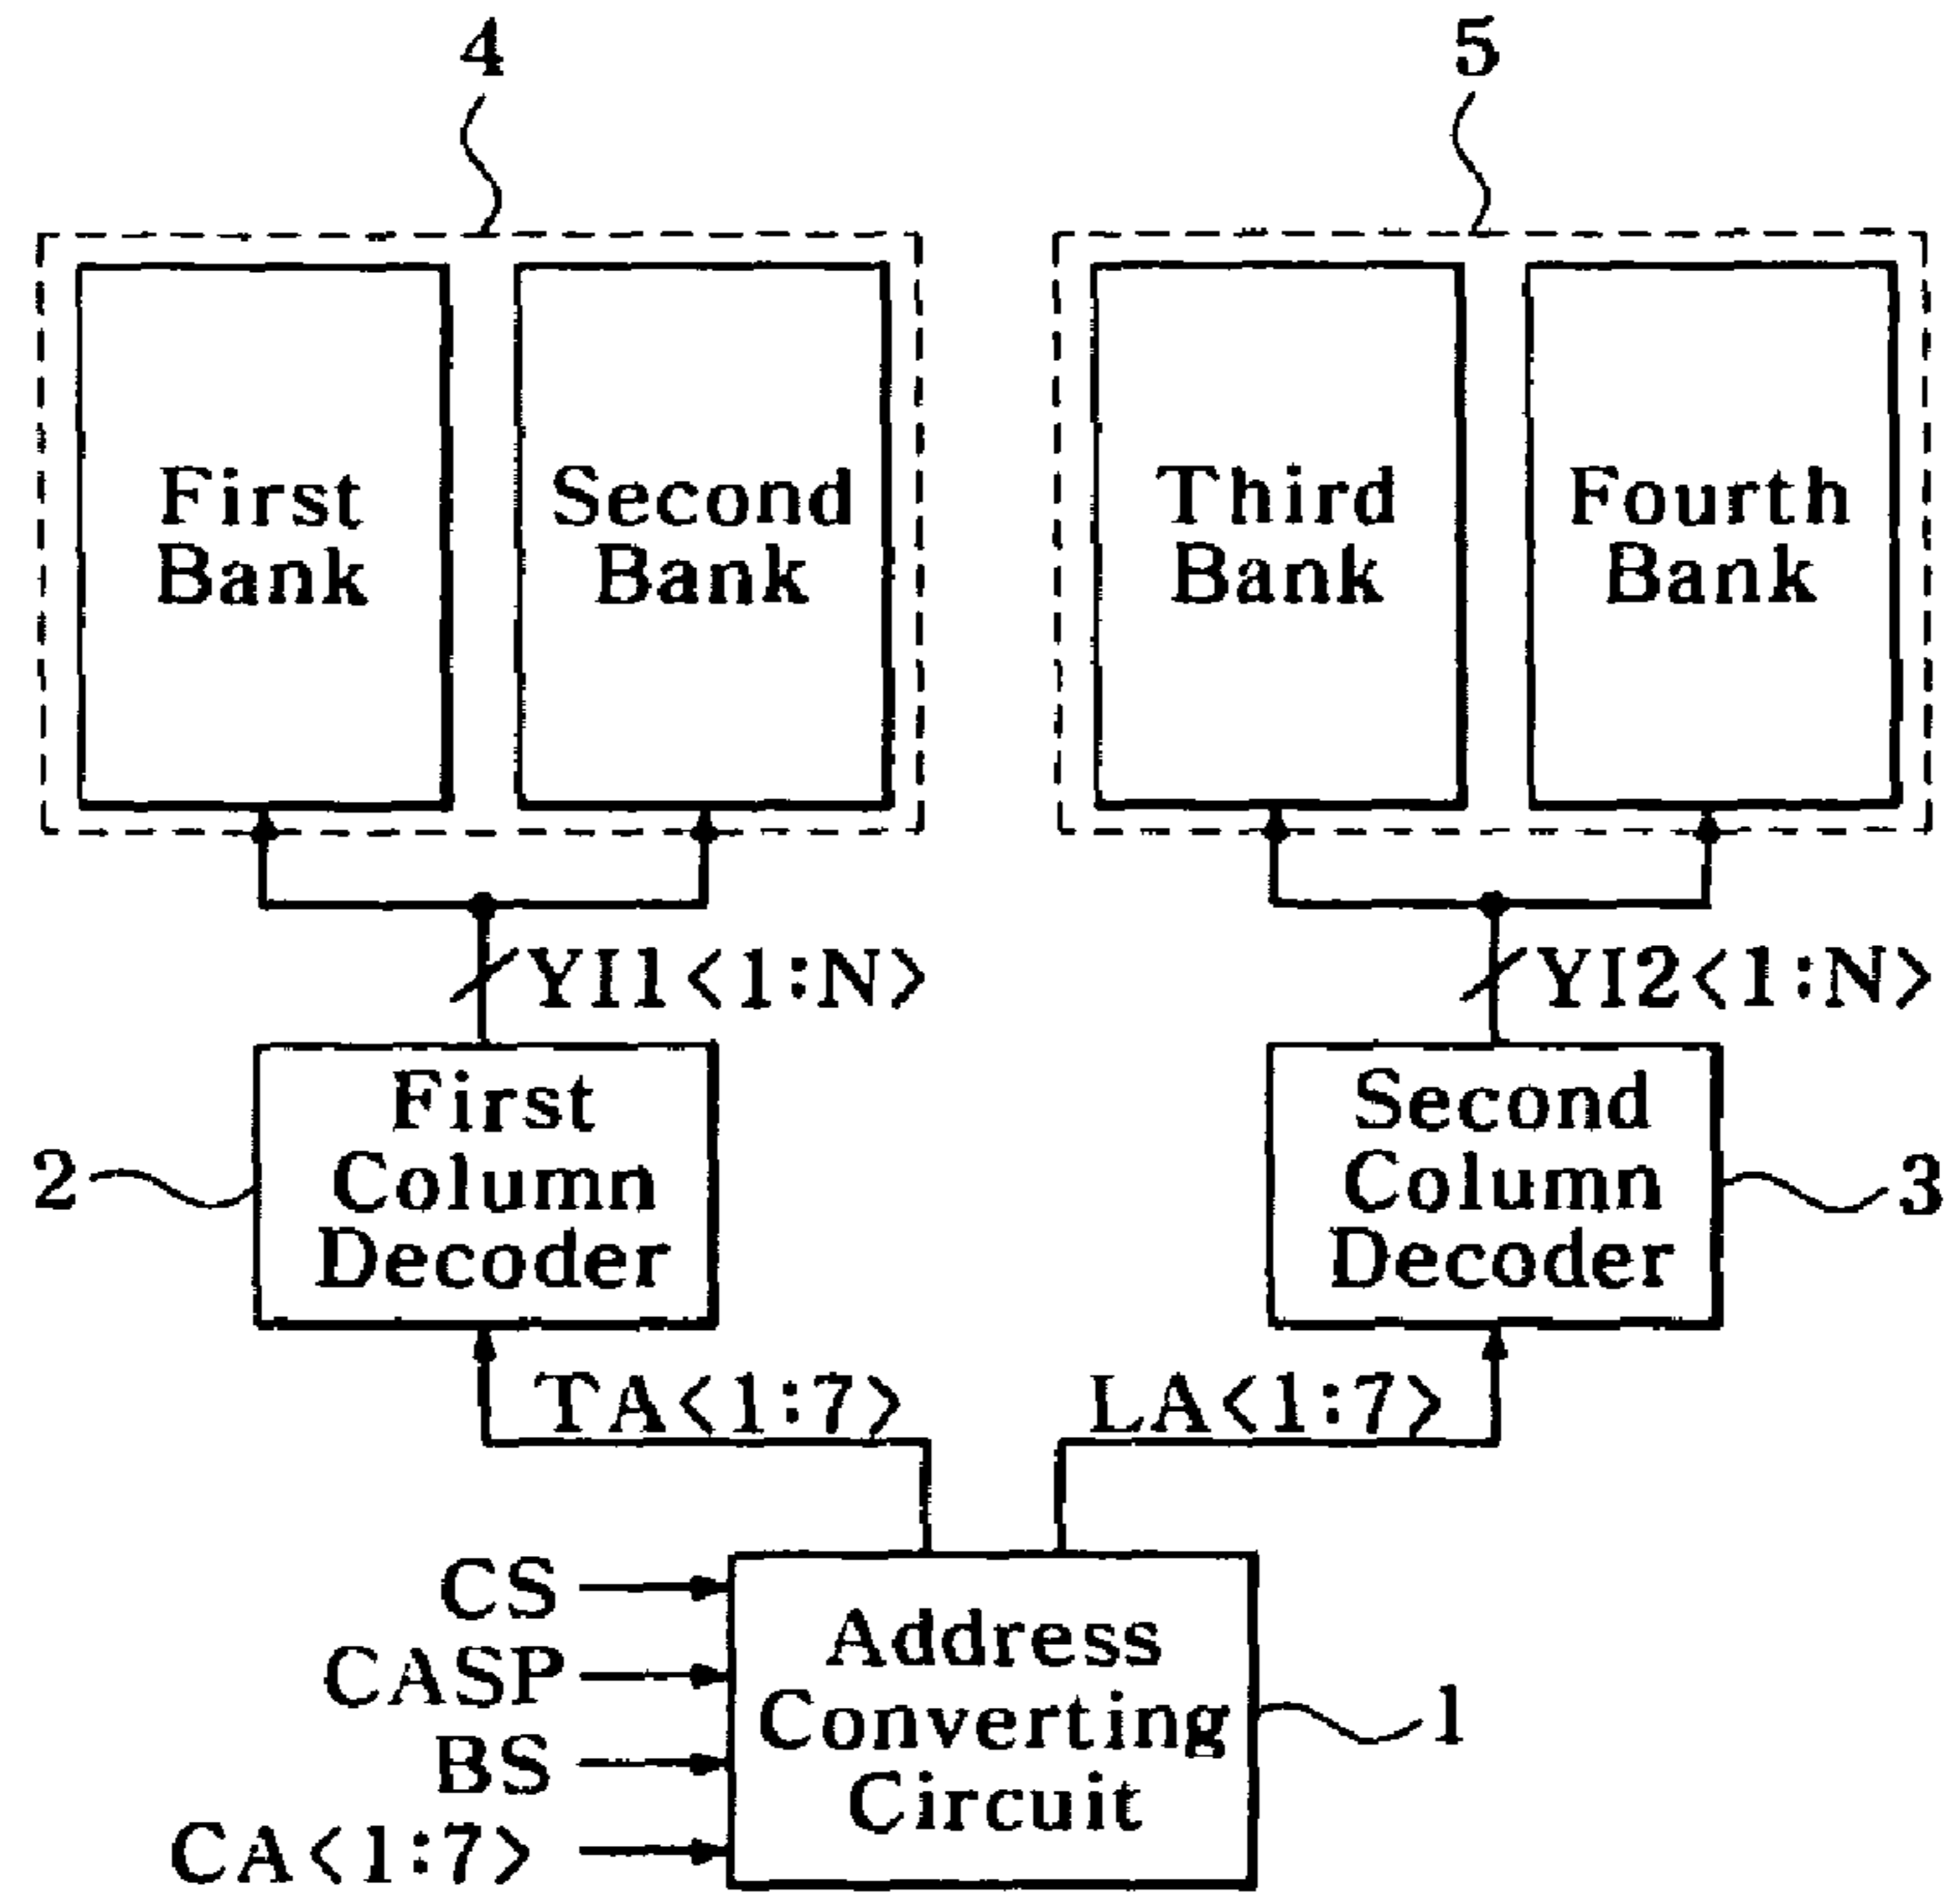 4
5
First
Bank
Second
Bank
Third
Bank
Fourth
Bank
YI1<1:N>
YI2<1:N>
First
Column
Decoder
2
Second
Column
Decoder
3
TA<1:7>
LA<1:7>
CS
CASP
BS
CA<1:7>
Address
Converting
Circuit
1